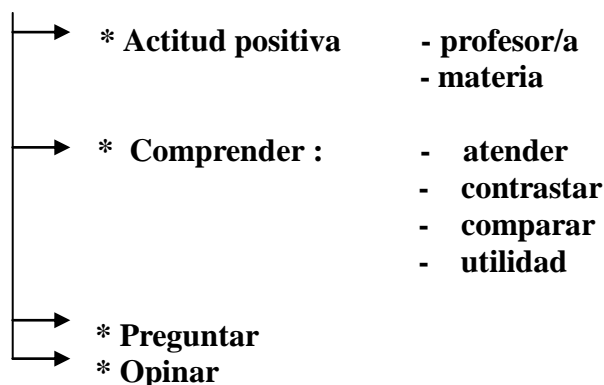 * Actitud positiva - profesor/a
- materia
* Comprender : - atender
- contrastar
- comparar
- utilidad
* Preguntar
* Opinar